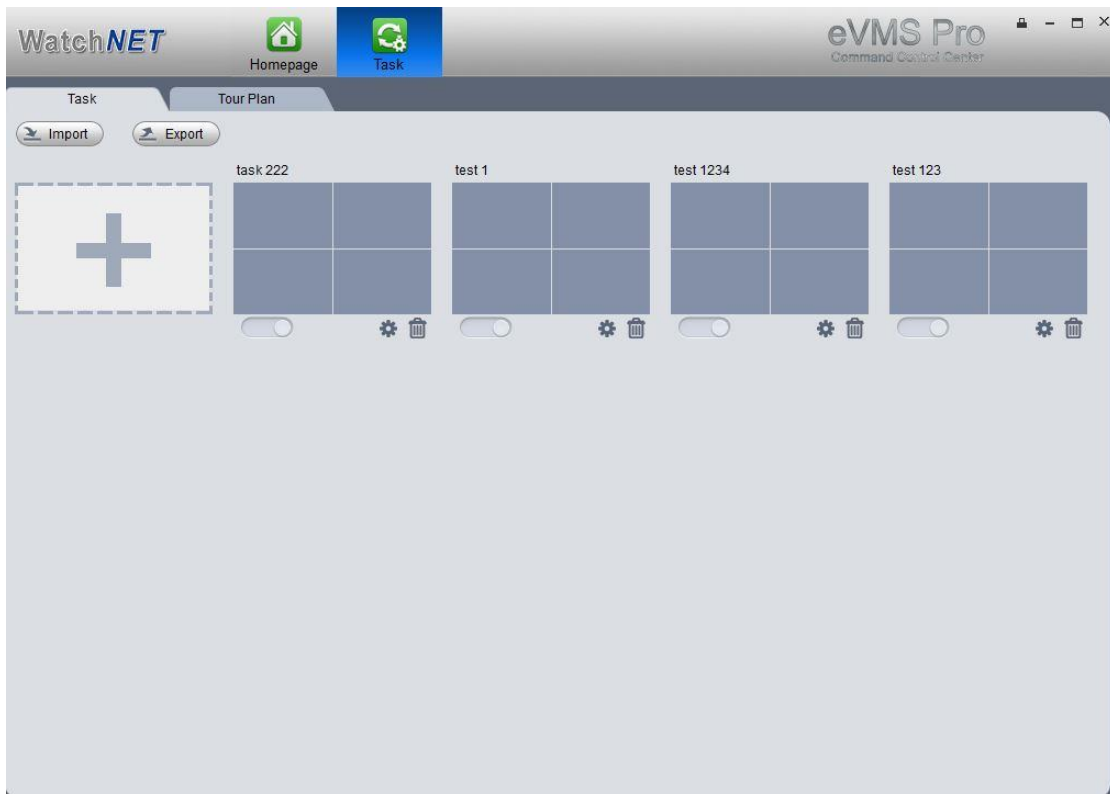 WatchNET
Homepage
Task
eVMS Pro
Command Control Center
Task
Tour Plan
Import
Export
task 222
test 1
test 1234
test 123